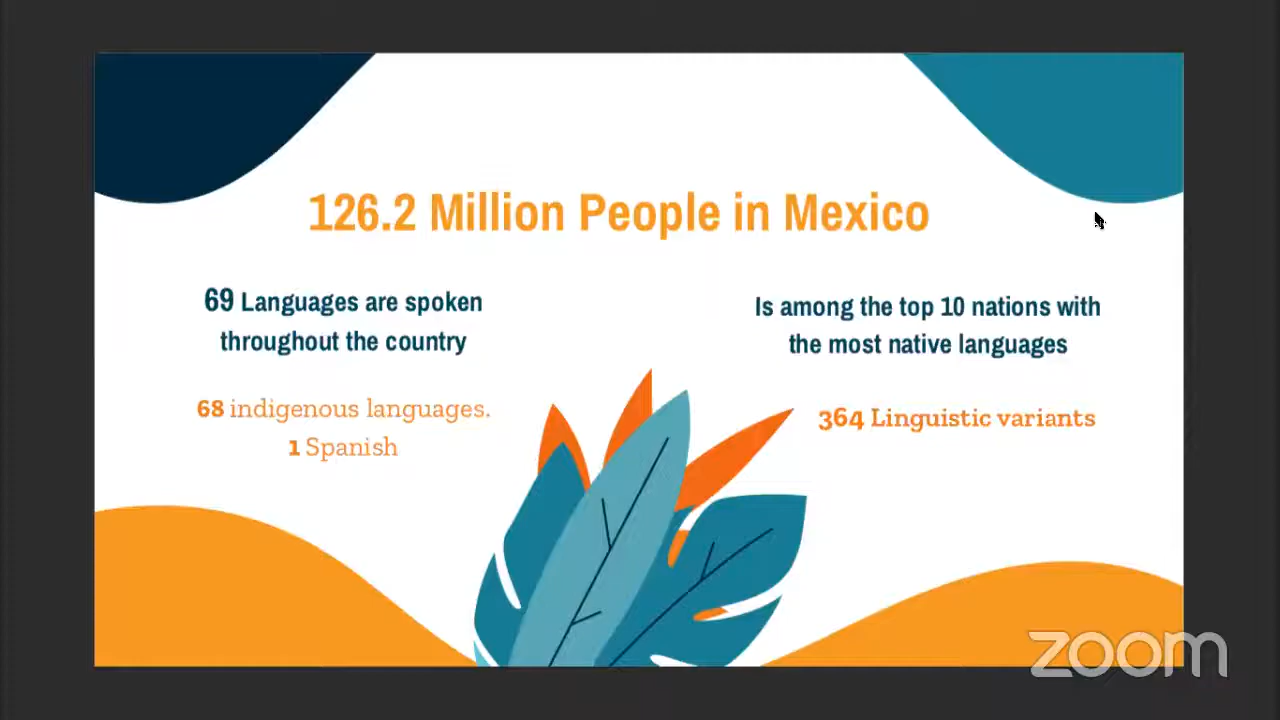 126.2 Million People in Mexico
69 Languages are spoken
throughout the country
68 indigenous languages.
1 Spanish
Is among the top 10 nations with
the most native languages
364 Linguistic variants
zoom